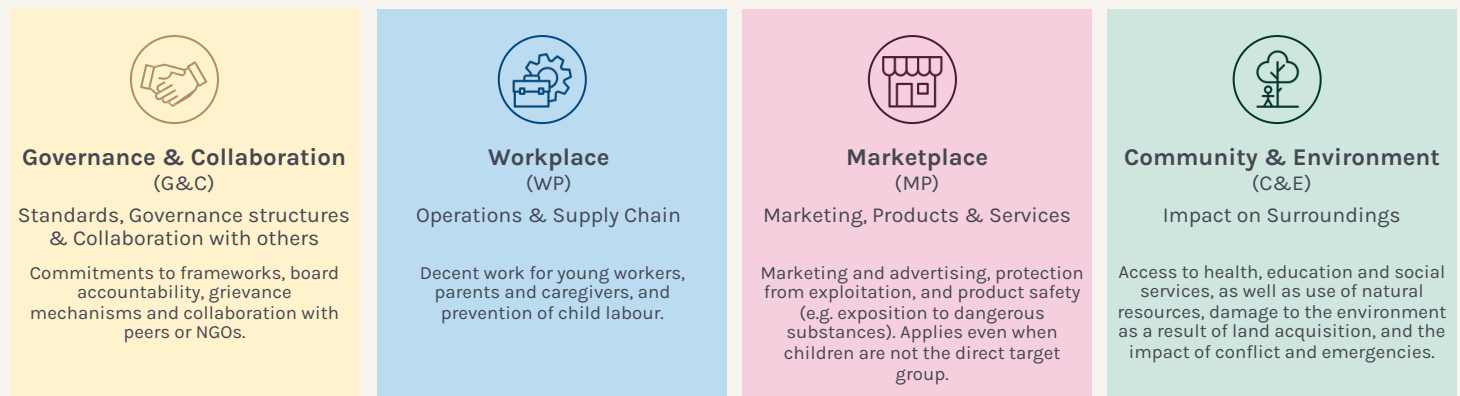 Governance & Collaboration
(G&C)
Standards, Governance structures
& Collaboration with others
Commitments to frameworks, board
accountability, grievance
mechanisms and collaboration with
peers or NGOs.
Workplace
(WP)
Operations & Supply Chain
Decent work for young workers,
parents and caregivers, and
prevention of child labour.
Marketplace
(MP)
Marketing, Products & Services
Marketing and advertising, protection
from exploitation, and product safety
(e.g. exposition to dangerous
substances). Applies even when
children are not the direct target
group.
Community & Environment
(C&E)
Impact on Surroundings
Access to health, education and social
services, as well as use of natural
resources, damage to the environment
as a result of land acquisition, and the
impact of conflict and emergencies.